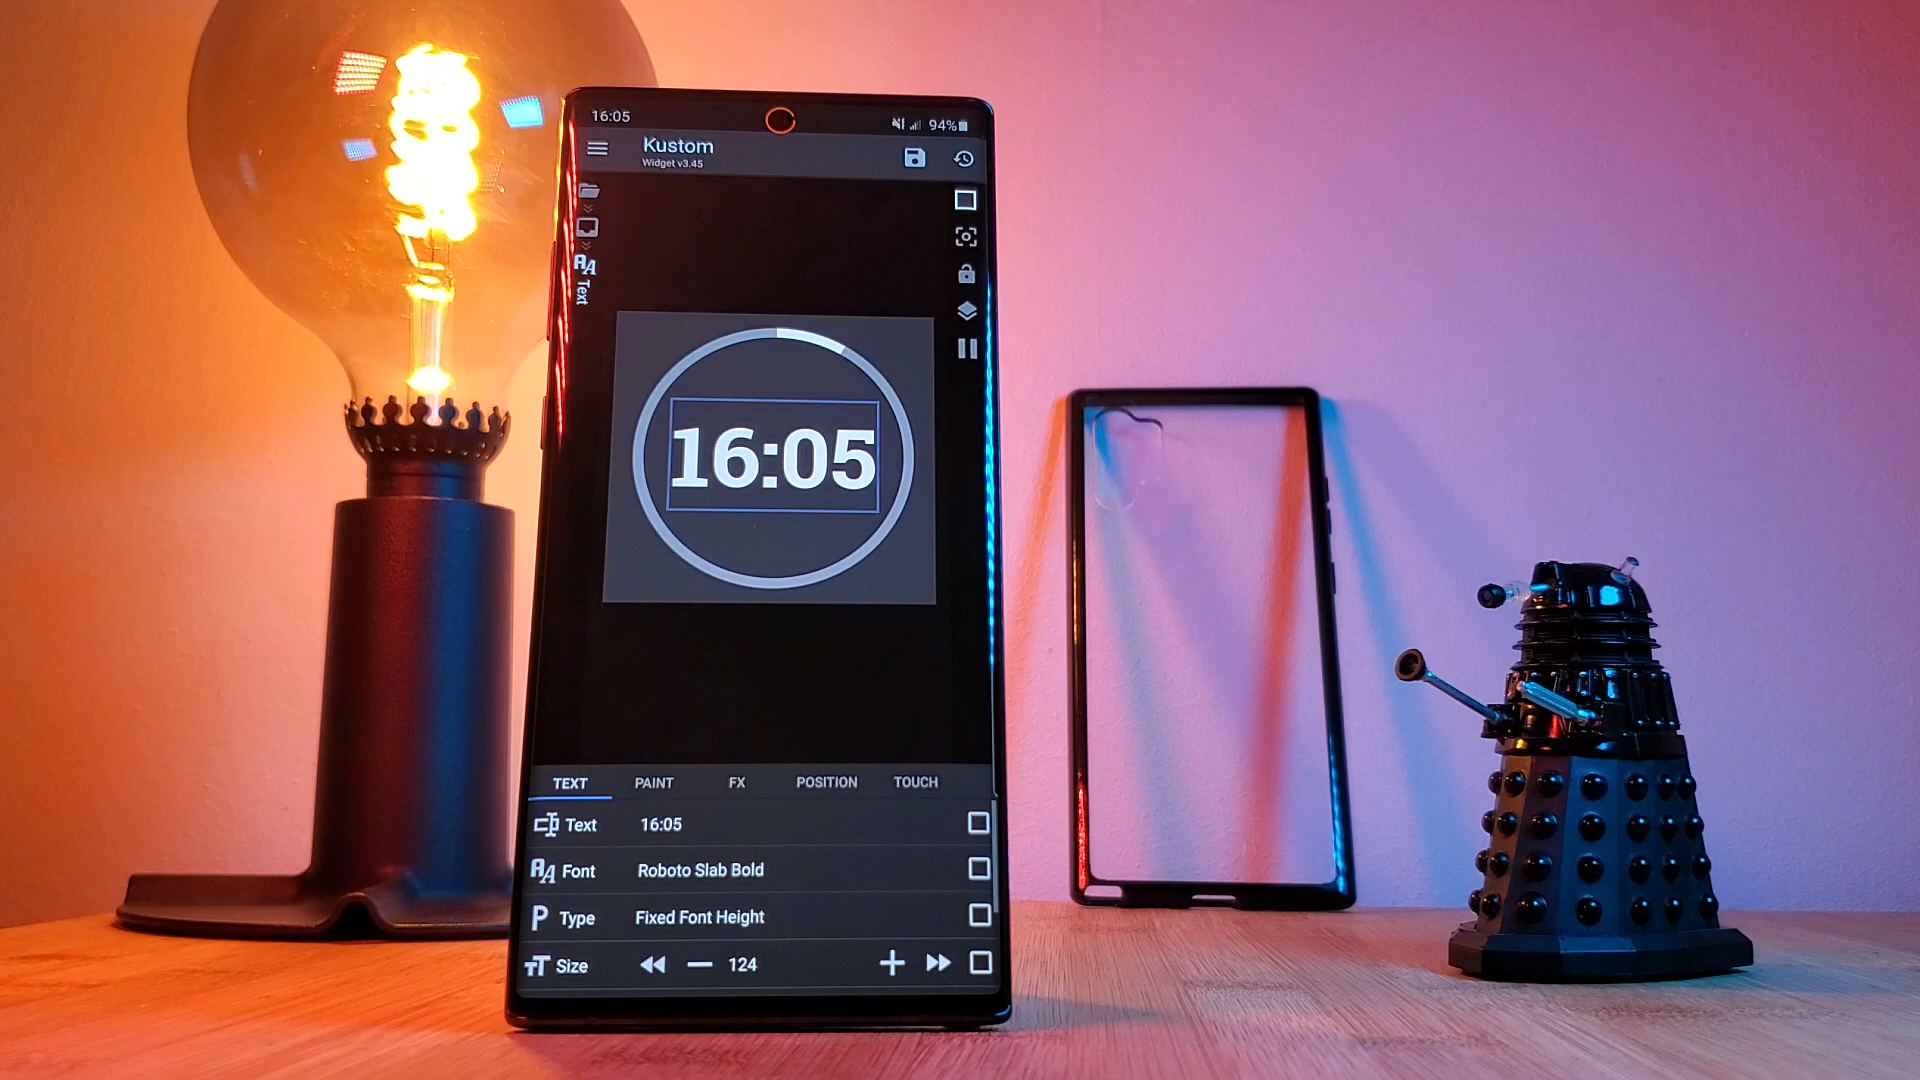 16:05
94%
Kustom
Widget v3.45
Text
16:05
TEXT PAINT FX POSITION TOUCH
Text 16:05
Font Roboto Slab Bold
Type Fixed Font Height
Size 124